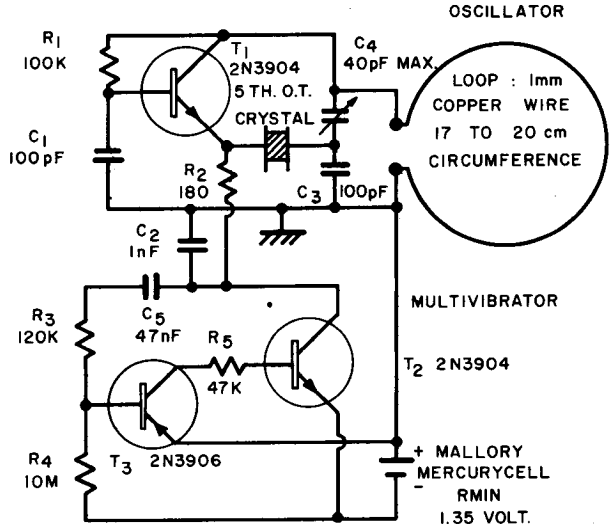 OSCILLATOR
R1
100K
T1
2N3904
5 TH. O.T.
CRYSTAL
C4
40pF MAX.
LOOP : 1mm
COPPER WIRE
17 TO 20 cm
CIRCUMFERENCE
C1
100pF
R2
180
C3
100pF
C2
1nF
C5
47nF
R3
120K
R5
47K
MULTIVIBRATOR
T2 2N3904
T3
2N3906
R4
10M
+ MALLORY
MERCURYCELL
- RMIN
1.35 VOLT.